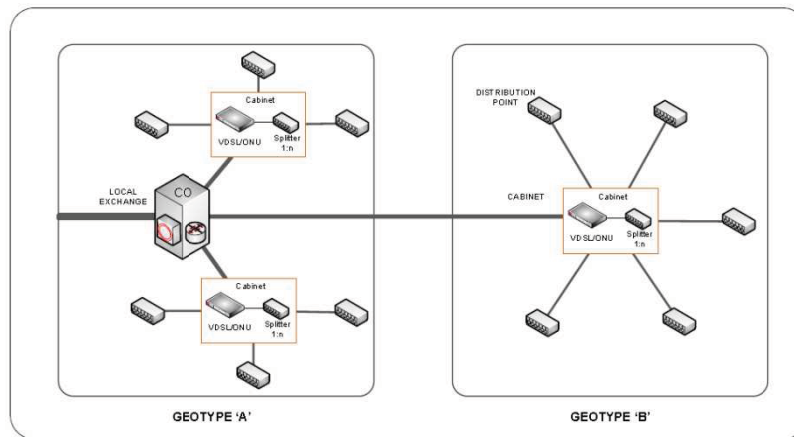 Cabinet
VDSL/ONU
Splitter
1:n
LOCAL
EXCHANGE
CO
Cabinet
VDSL/ONU
Splitter
1:n
GEOTYPE 'A'
DISTRIBUTION
POINT
CABINET
Cabinet
VDSL/ONU
Splitter
1:n
GEOTYPE 'B'